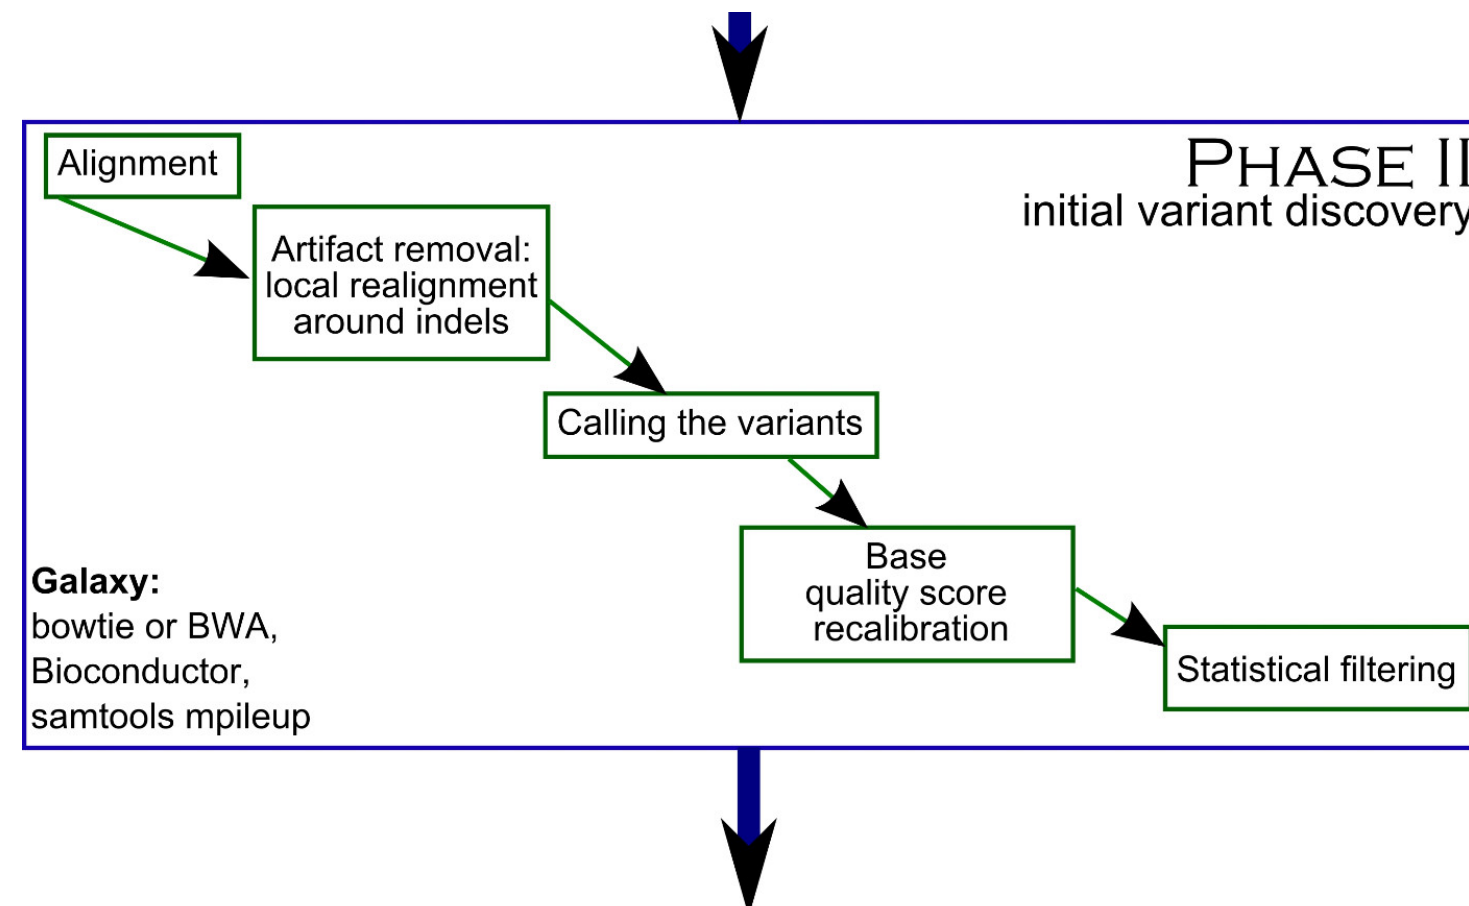 Alignment
PHASE II
initial variant discovery
Artifact removal:
local realignment
around indels
Calling the variants
Base
quality score
recalibration
Statistical filtering
Galaxy:
bowtie or BWA,
Bioconductor,
samtools mpileup